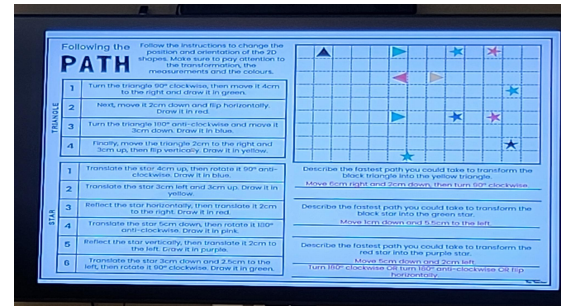 Following the
PATH
Follow the instructions to change the
position and orientation of the 2D
shapes. Make sure to pay attention to
the transformation, the
measurements and the colours.
TRIANGLE
1
Turn the triangle 90° clockwise, then move it 4cm
to the right and draw it in green.
2
Next, move it 2cm down and flip horizontally.
Draw it in red.
3
Turn the triangle 180° anti-clockwise and move it
3cm down. Draw it in blue.
4
Finally, move the triangle 2cm to the right and
3cm up, then flip vertically. Draw it in yellow.
STAR
1
Translate the star 4cm up, then rotate it 90° anti-
clockwise. Draw it in blue.
2
Translate the star 3cm left and 3cm up. Draw it in
yellow.
3
Reflect the star horizontally, then translate it 2cm
to the right. Draw it in red.
4
Translate the star 5cm down, then rotate it 180°
anti-clockwise. Draw it in pink.
5
Reflect the star vertically, then translate it 2cm to
the left. Draw it in purple.
6
Translate the star 3cm down and 2.5cm to the
left, then rotate it 90° clockwise. Draw it in green.
Describe the fastest path you could take to transform the
black triangle into the yellow triangle.
Move 6cm right and 2cm down, then turn 90° clockwise.
Describe the fastest path you could take to transform the
black star into the green star.
Move 1cm down and 5.5cm to the left.
Describe the fastest path you could take to transform the
red star into the purple star.
Move 5cm down and 2cm left.
Turn 180° clockwise OR turn 180° anti-clockwise OR flip
horizontally.